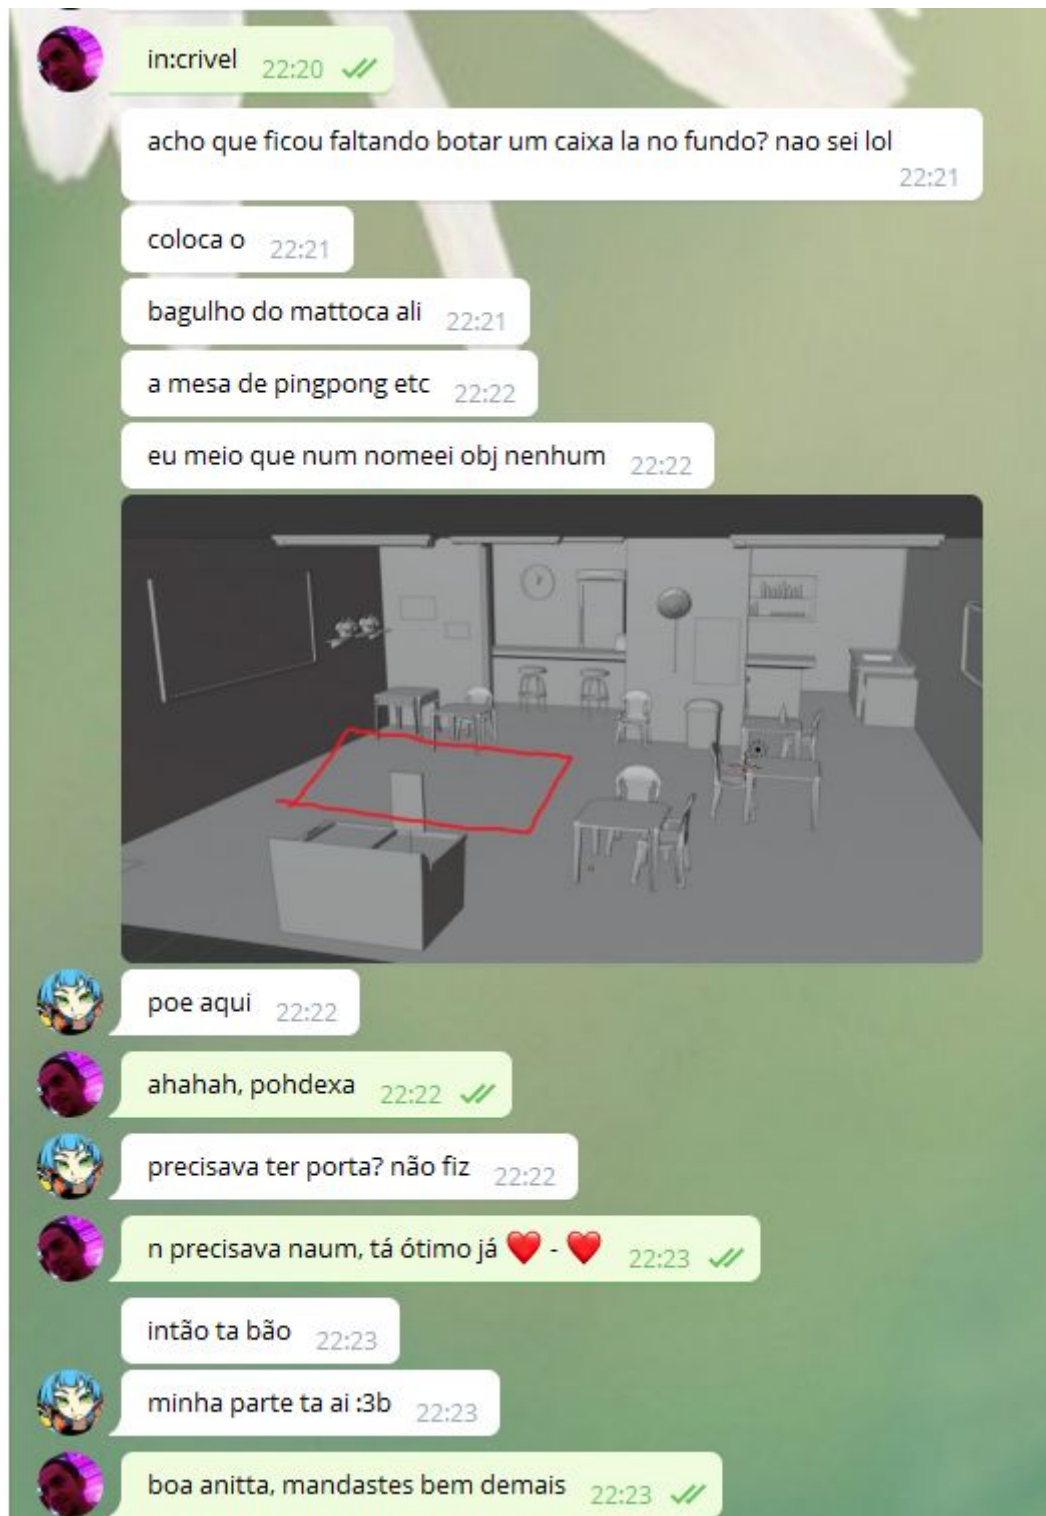 in:crivel 22:20
acho que ficou faltando botar um caixa la no fundo? nao sei lol
22:21
coloca o 22:21
bagulho do mattoca ali 22:21
a mesa de pingpong etc 22:22
eu meio que num nomeei obj nenhum 22:22
poe aqui 22:22
ahahah, pohdexa 22:22
precisava ter porta? não fiz 22:22
n precisava naum, tá ótimo já ❤️ - ❤️ 22:23
intão ta bão 22:23
minha parte ta ai :3b 22:23
boa anitta, mandastes bem demais 22:23